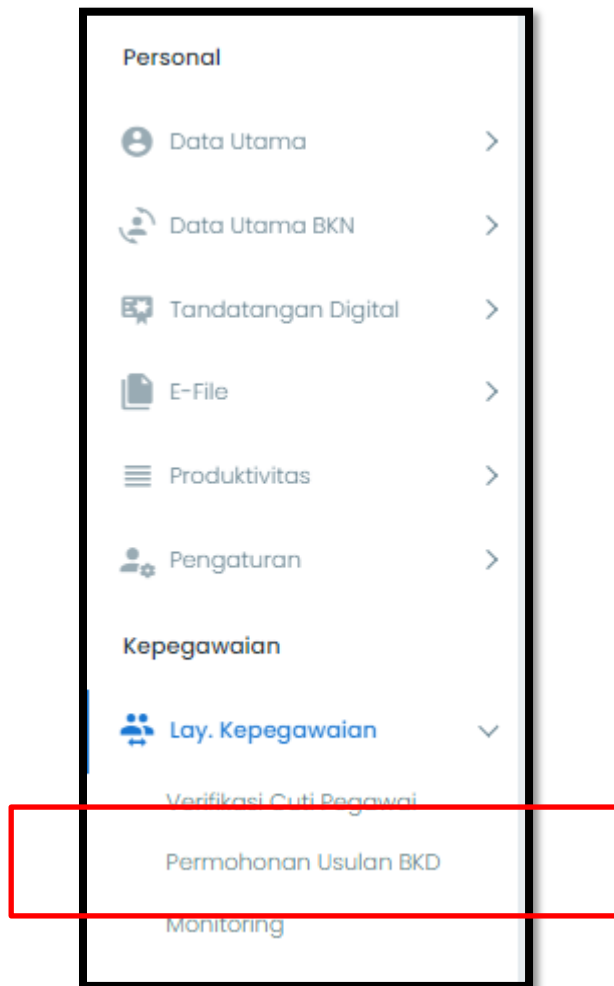 Personal
Data Utama
Data Utama BKN
Tandatangan Digital
E-File
Produktivitas
Pengaturan
Kepegawaian
Lay. Kepegawaian
Verifikasi Cuti Pegawai
Permohonan Usulan BKD
Monitoring